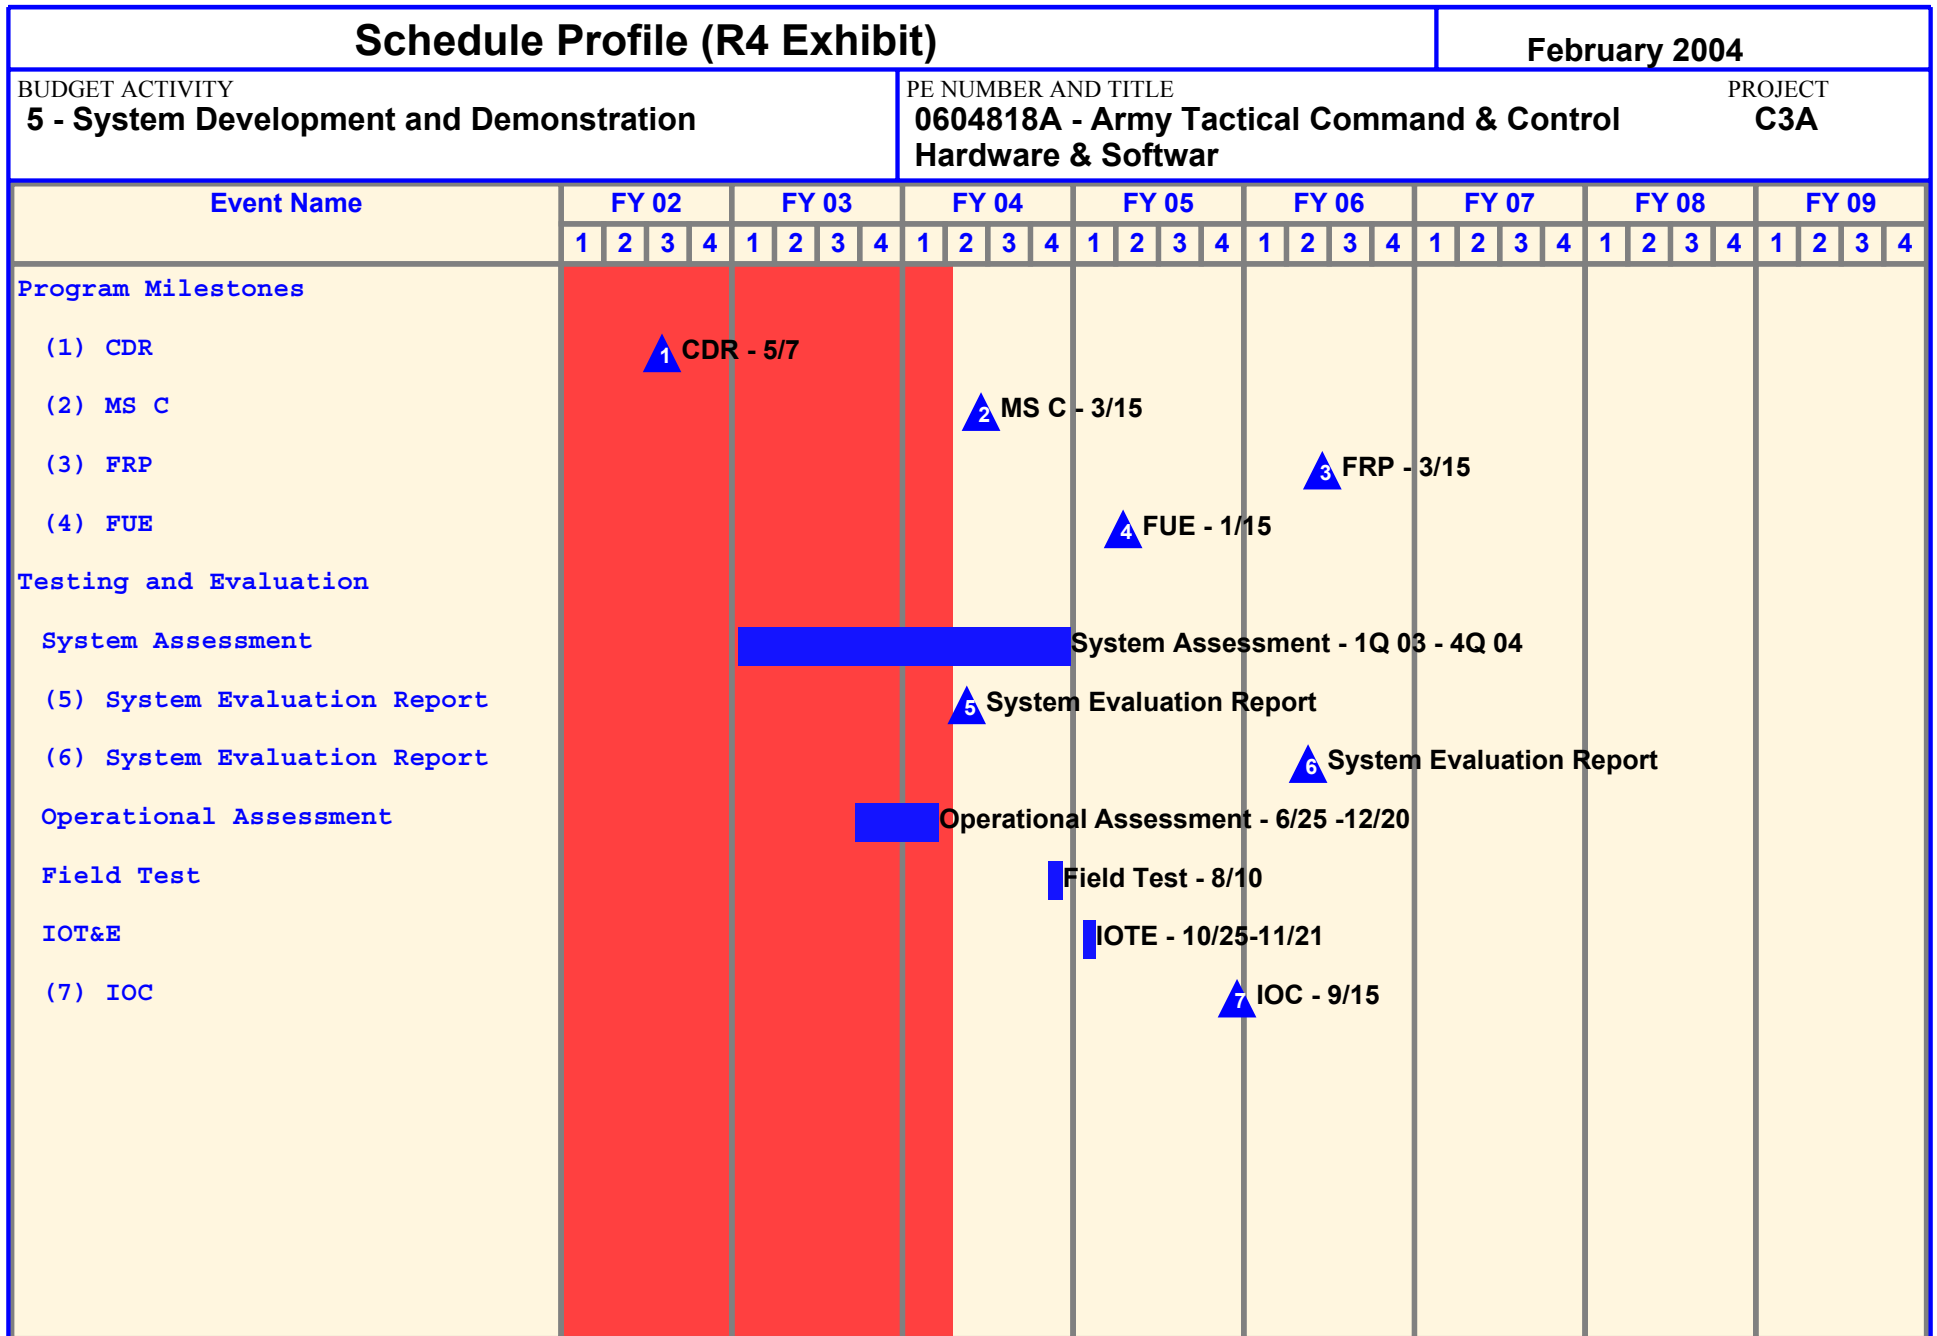 Schedule Profile (R4 Exhibit)
February 2004
BUDGET ACTIVITY
5 - System Development and Demonstration
PE NUMBER AND TITLE
PROJECT
0604818A - Army Tactical Command & Control
C3A
Hardware & Softwar
Event Name
FY 02 FY 03 FY 04 FY 05 FY 06 FY 07 FY 08 FY 09
1 2 3 4 1 2 3 4 1 2 3 4 1 2 3 4 1 2 3 4 1 2 3 4 1 2 3 4 1 2 3 4
Program Milestones
(1) CDR
1 CDR - 5/7
(2) MS C
2 MS C - 3/15
(3) FRP
3 FRP - 3/15
(4) FUE
4 FUE - 1/15
Testing and Evaluation
System Assessment
System Assessment - 1Q 03 - 4Q 04
(5) System Evaluation Report
5 System Evaluation Report
(6) System Evaluation Report
6 System Evaluation Report
Operational Assessment
Operational Assessment - 6/25 -12/20
Field Test
Field Test - 8/10
IOT&E
IOTE - 10/25-11/21
(7) IOC
7 IOC - 9/15